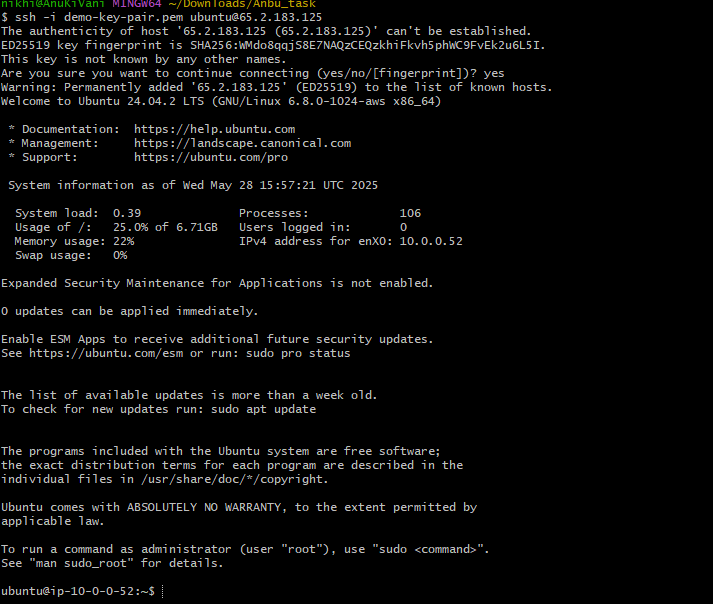 nikhi@AnuKiVani MINGW64 ~/Downloads/Anbu_task
$ ssh -i demo-key-pair.pem ubuntu@65.2.183.125
The authenticity of host '65.2.183.125 (65.2.183.125)' can't be established.
ED25519 key fingerprint is SHA256:WMdo8qqjS8E7NAQzCEQzkhiFkvh5phWC9FvEk2u6L5I.
This key is not known by any other names.
Are you sure you want to continue connecting (yes/no/[fingerprint])? yes
Warning: Permanently added '65.2.183.125' (ED25519) to the list of known hosts.
Welcome to Ubuntu 24.04.2 LTS (GNU/Linux 6.8.0-1024-aws x86_64)

 * Documentation:  https://help.ubuntu.com
 * Management:     https://landscape.canonical.com
 * Support:        https://ubuntu.com/pro

 System information as of Wed May 28 15:57:21 UTC 2025

  System load:  0.39              Processes:             106
  Usage of /:   25.0% of 6.71GB   Users logged in:       0
  Memory usage: 22%               IPv4 address for enX0: 10.0.0.52
  Swap usage:   0%

Expanded Security Maintenance for Applications is not enabled.

0 updates can be applied immediately.

Enable ESM Apps to receive additional future security updates.
See https://ubuntu.com/esm or run: sudo pro status

The list of available updates is more than a week old.
To check for new updates run: sudo apt update

The programs included with the Ubuntu system are free software;
the exact distribution terms for each program are described in the
individual files in /usr/share/doc/*/copyright.

Ubuntu comes with ABSOLUTELY NO WARRANTY, to the extent permitted by
applicable law.

To run a command as administrator (user "root"), use "sudo <command>".
See "man sudo_root" for details.

ubuntu@ip-10-0-0-52:~$